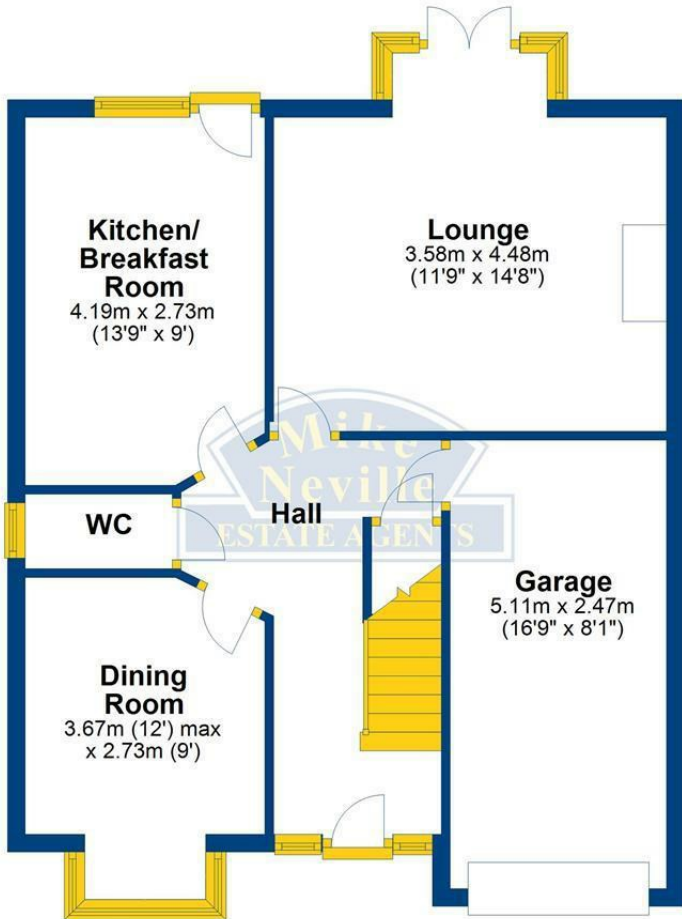 Kitchen/
Breakfast
Room
4.19m x 2.73m
(13'9" x 9')
Lounge
3.58m x 4.48m
(11'9" x 14'8")
Mike
Neville
ESTATE AGENTS
WC
Hall
Garage
5.11m x 2.47m
(16'9" x 8'1")
Dining
Room
3.67m (12') max
x 2.73m (9')